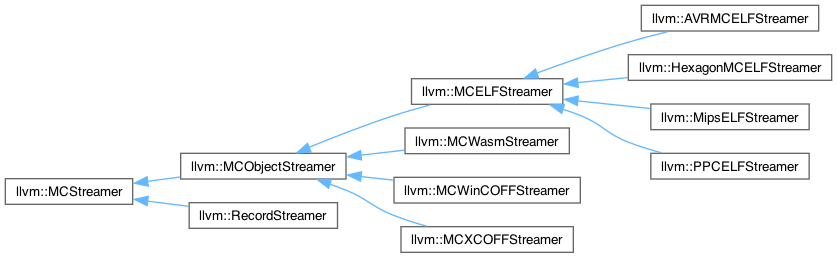 llvm::MCStreamer
llvm::MCObjectStreamer
llvm::MCELFStreamer
llvm::AVRMCELFStreamer
llvm::HexagonMCELFStreamer
llvm::MipsELFStreamer
llvm::PPCELFStreamer
llvm::MCWasmStreamer
llvm::MCWinCOFFStreamer
llvm::MCXCOFFStreamer
llvm::RecordStreamer